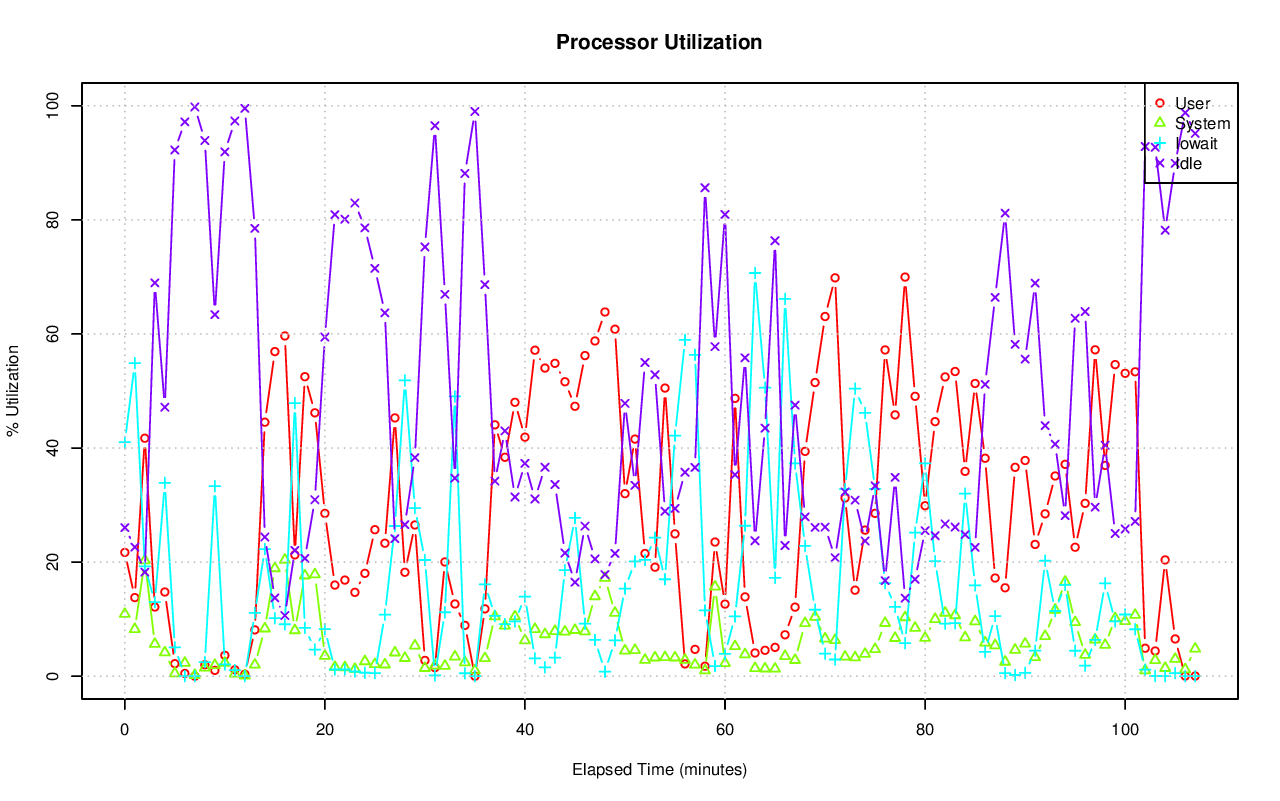 Processor Utilization
% Utilization
100
80
60
40
20
0
User
System
Iowait
Idle
0 20 40 60 80 100
Elapsed Time (minutes)